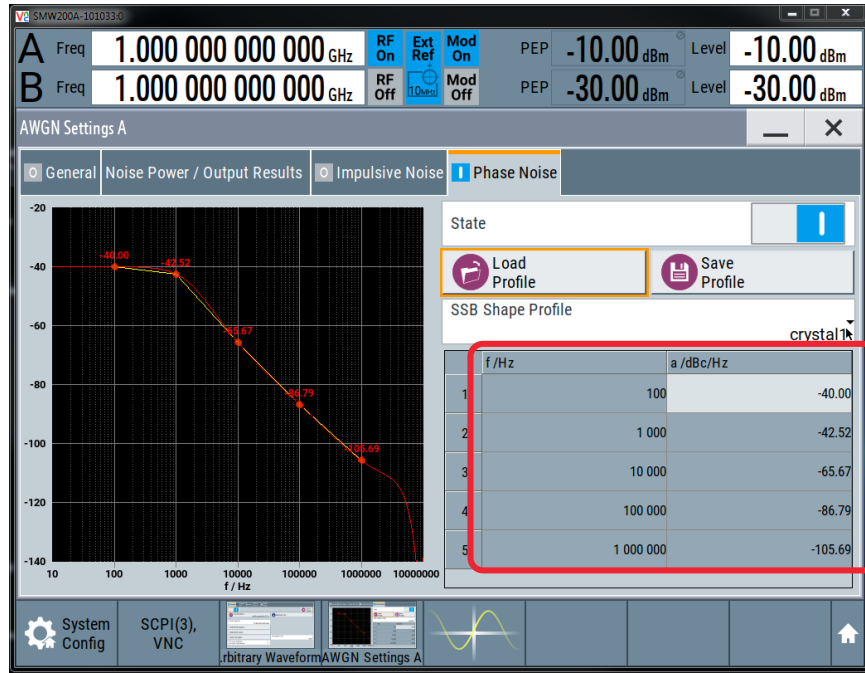 SMW200A-101033:0
A Freq 1.000 000 000 000 GHz RF On Ext Ref Mod On PEP -10.00 dBm Level -10.00 dBm
B Freq 1.000 000 000 000 GHz RF Off 10MHz Mod Off PEP -30.00 dBm Level -30.00 dBm
AWGN Settings A
0 General Noise Power / Output Results 0 Impulsive Noise Phase Noise
-20
-40
-60
-80
-100
-120
-140
-40.00
-42.52
-65.67
-86.79
-105.69
10 100 1000 10000 100000 1000000 10000000
f / Hz
State
Load Profile
Save Profile
SSB Shape Profile
crystal1
f /Hz a /dBc/Hz
1 100 -40.00
2 1 000 -42.52
3 10 000 -65.67
4 100 000 -86.79
5 1 000 000 -105.69
System Config
SCPI(3), VNC
rbitrary Waveform
AWGN Settings A